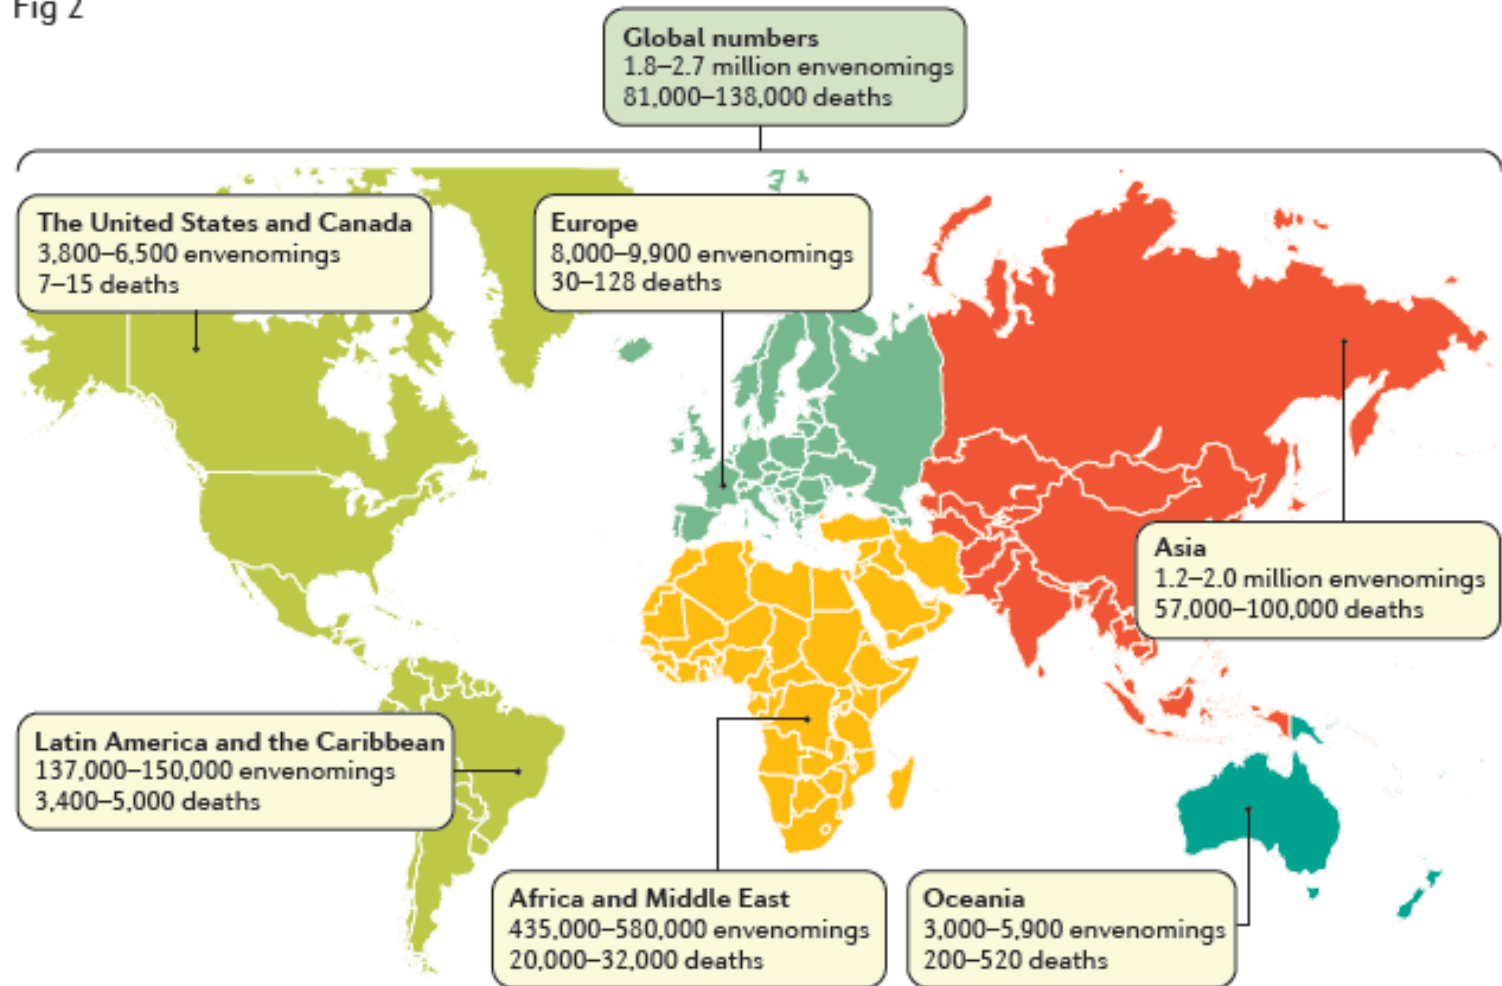 Fig 2
Global numbers
1.8–2.7 million envenomings
81,000–138,000 deaths
The United States and Canada
3,800–6,500 envenomings
7–15 deaths
Europe
8,000–9,900 envenomings
30–128 deaths
Asia
1.2–2.0 million envenomings
57,000–100,000 deaths
Latin America and the Caribbean
137,000–150,000 envenomings
3,400–5,000 deaths
Africa and Middle East
435,000–580,000 envenomings
20,000–32,000 deaths
Oceania
3,000–5,900 envenomings
200–520 deaths